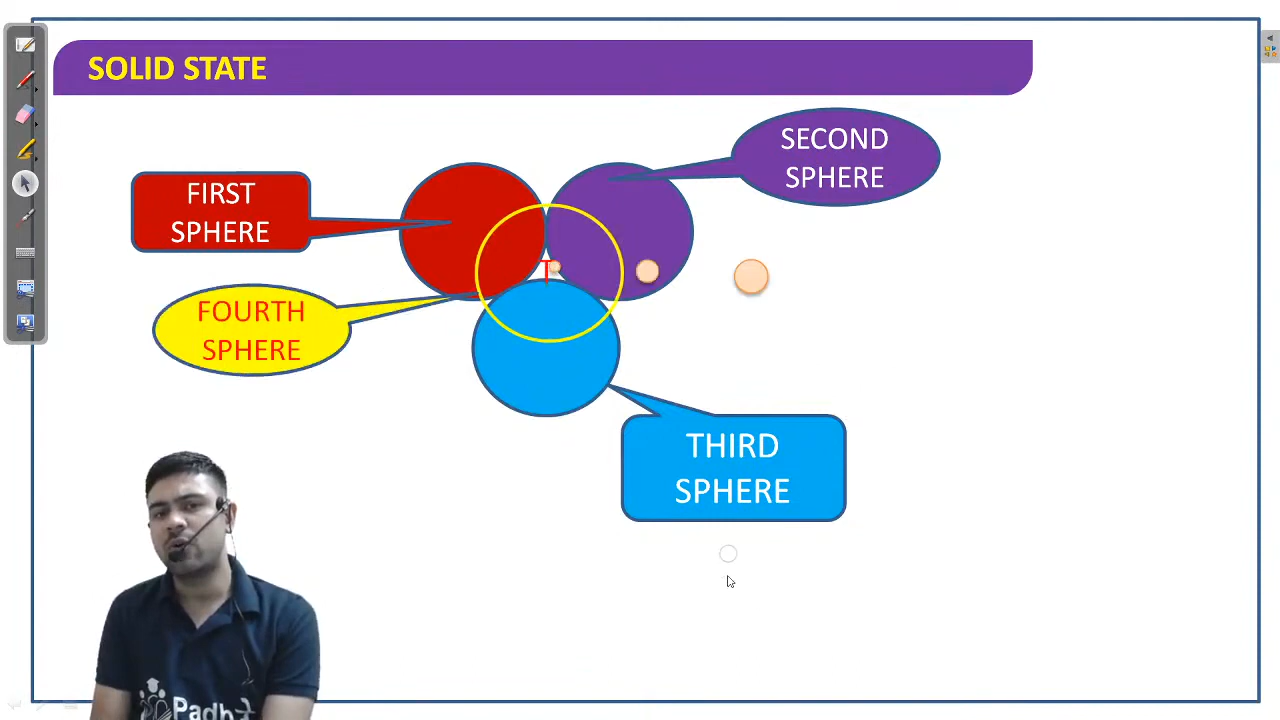 SOLID STATE
SECOND
SPHERE
FIRST
SPHERE
T
FOURTH
SPHERE
THIRD
SPHERE